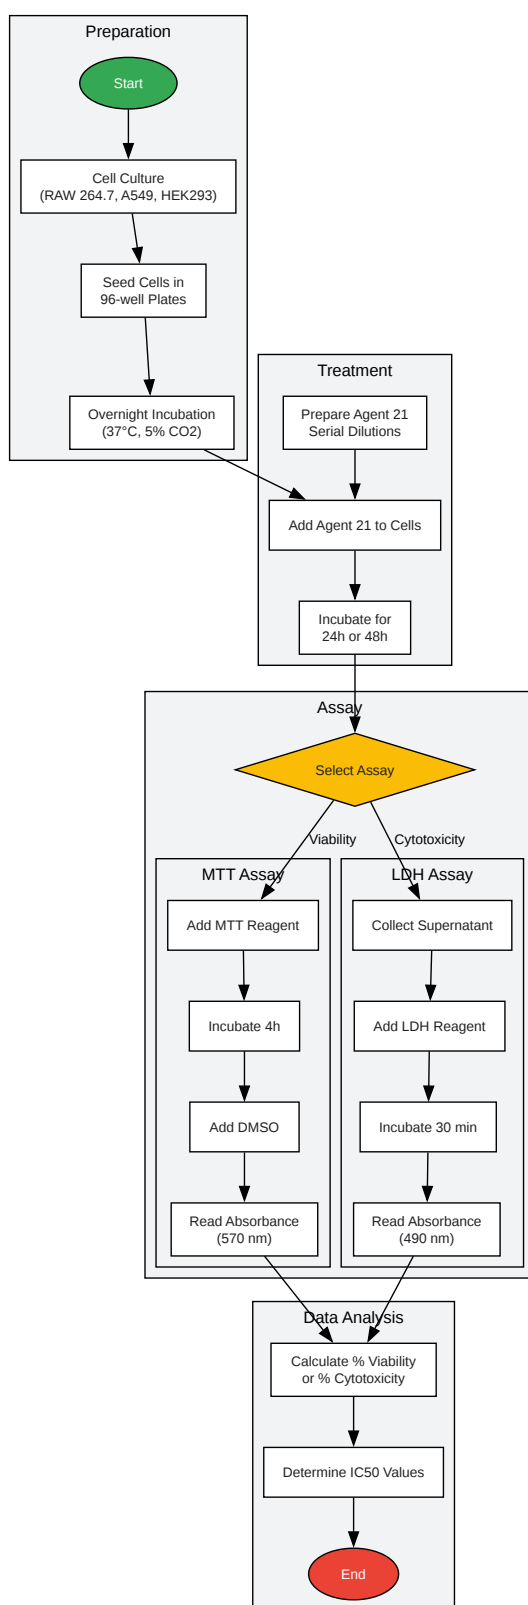 Preparation
Start
Cell Culture
(RAW 264.7, A549, HEK293)
Seed Cells in
96-well Plates
Overnight Incubation
(37°C, 5% CO2)
Treatment
Prepare Agent 21
Serial Dilutions
Add Agent 21 to Cells
Incubate for
24h or 48h
Assay
Select Assay
Viability
Cytotoxicity
MTT Assay
Add MTT Reagent
Incubate 4h
Add DMSO
Read Absorbance
(570 nm)
LDH Assay
Collect Supernatant
Add LDH Reagent
Incubate 30 min
Read Absorbance
(490 nm)
Data Analysis
Calculate % Viability
or % Cytotoxicity
Determine IC50 Values
End